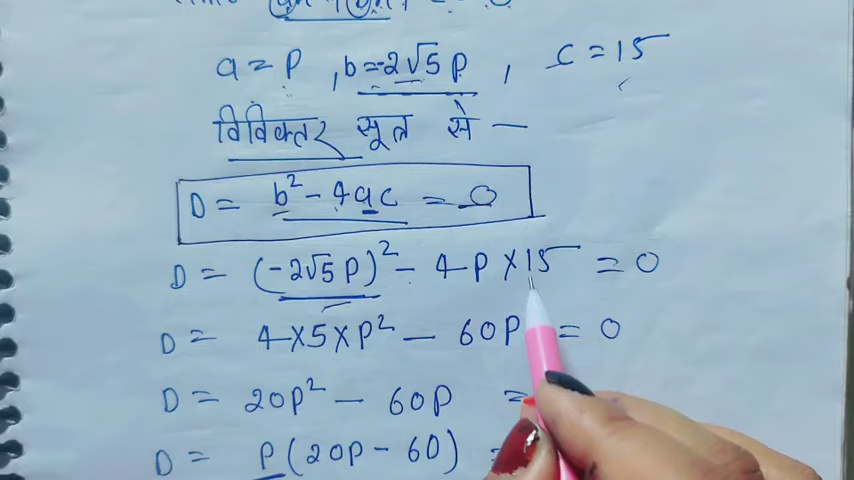 a = P , b = -2√5 P , C = 15
विविक्तर सूत्र से —
D = b² - 4ac = 0
D = (-2√5 P)² - 4P × 15 = 0
D = 4×5×P² - 60P = 0
D = 20P² - 60P =
D = P(20P - 60) =